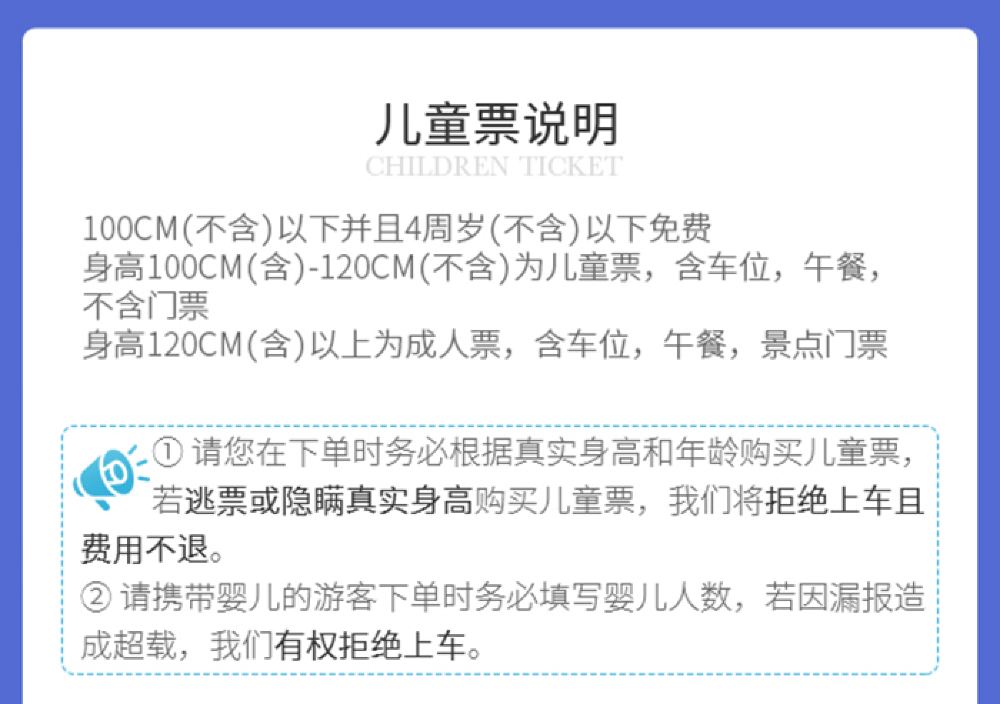 儿童票说明
CHILDREN TICKET
100CM(不含)以下并且4周岁(不含)以下免费
身高100CM(含)-120CM(不含)为儿童票，含车位，午餐，
不含门票
身高120CM(含)以上为成人票，含车位，午餐，景点门票
① 请您在下单时务必根据真实身高和年龄购买儿童票，
若逃票或隐瞒真实身高购买儿童票，我们将拒绝上车且
费用不退。
② 请携带婴儿的游客下单时务必填写婴儿人数，若因漏报造
成超载，我们有权拒绝上车。